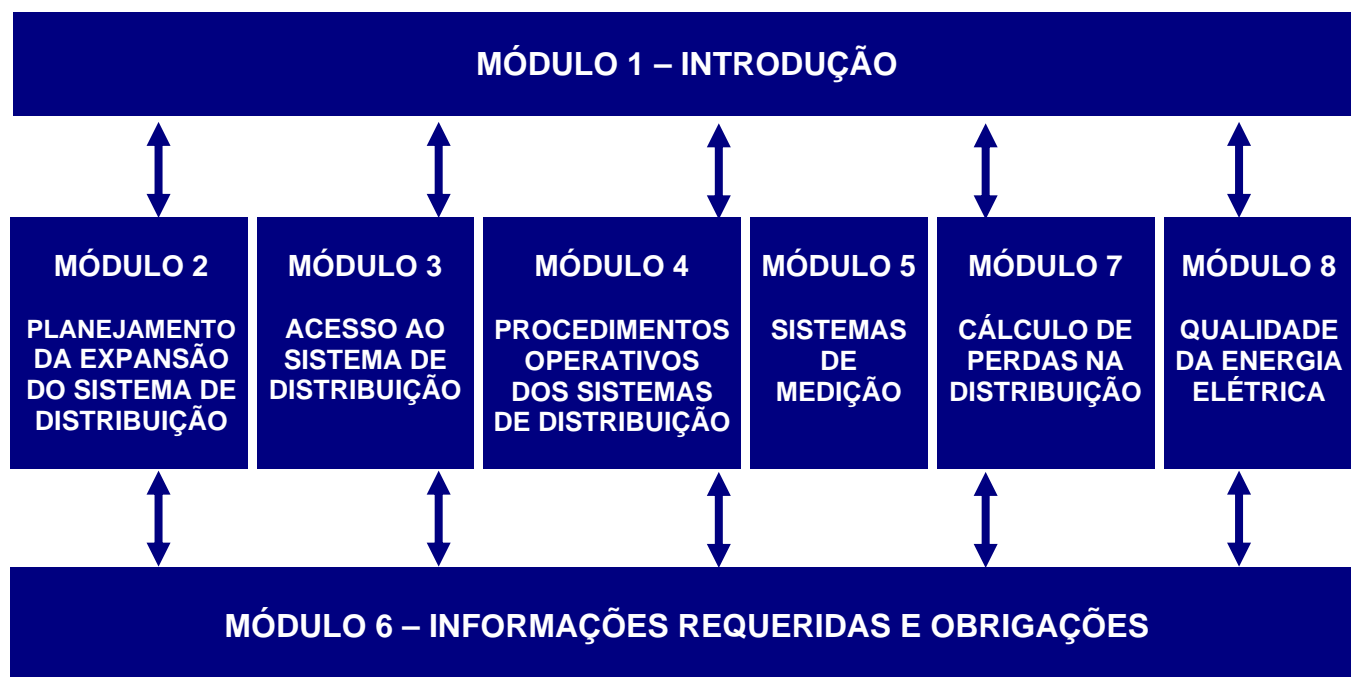 MÓDULO 1 – INTRODUÇÃO
MÓDULO 2
PLANEJAMENTO
DA EXPANSÃO
DO SISTEMA DE
DISTRIBUIÇÃO
MÓDULO 3
ACESSO AO
SISTEMA DE
DISTRIBUIÇÃO
MÓDULO 4
PROCEDIMENTOS
OPERATIVOS
DOS SISTEMAS
DE DISTRIBUIÇÃO
MÓDULO 5
SISTEMAS
DE
MEDIÇÃO
MÓDULO 7
CÁLCULO DE
PERDAS NA
DISTRIBUIÇÃO
MÓDULO 8
QUALIDADE
DA ENERGIA
ELÉTRICA
MÓDULO 6 – INFORMAÇÕES REQUERIDAS E OBRIGAÇÕES